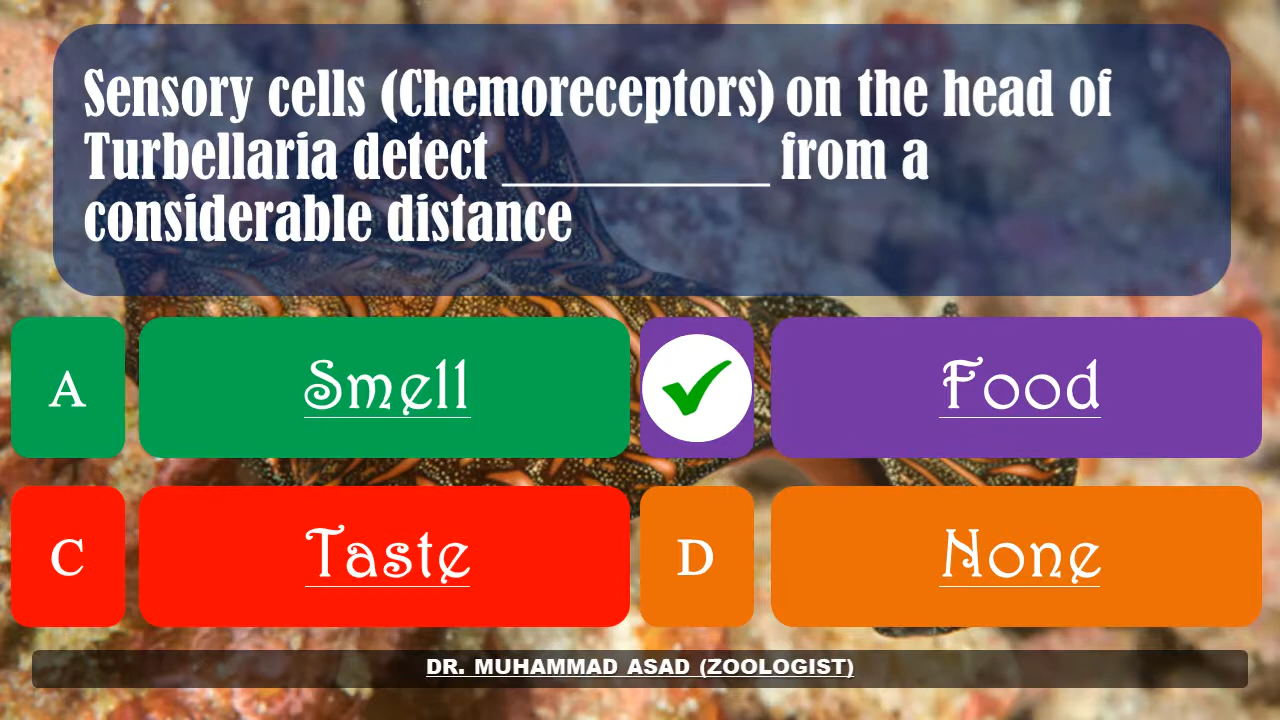 Sensory cells (Chemoreceptors) on the head of
Turbellaria detect ___________ from a
considerable distance
A
Smell
Food
C
Taste
D
None
DR. MUHAMMAD ASAD (ZOOLOGIST)